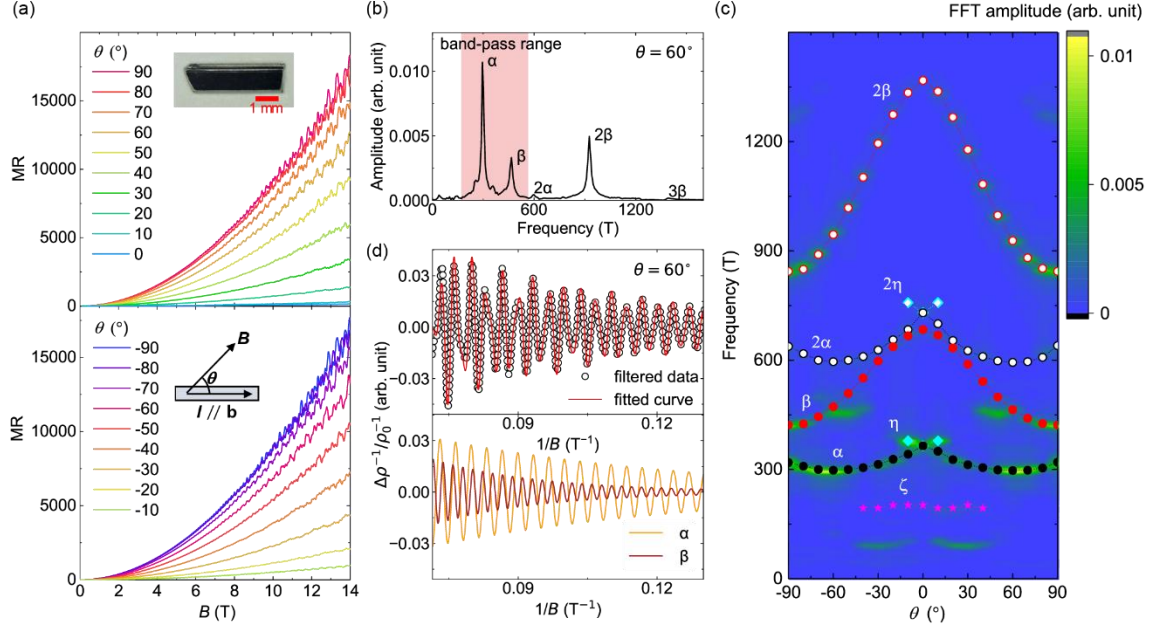 (a)
θ (°)
90
80
70
60
50
40
30
20
10
0
1 mm
15000
10000
5000
0
MR
θ (°)
-90
-80
-70
-60
-50
-40
-30
-20
-10
B
θ
I // b
15000
10000
5000
0
MR
0 2 4 6 8 10 12 14
B (T)
(b)
band-pass range
θ = 60°
α
β
2α
2β
3β
0.010
0.005
0.000
Amplitude (arb. unit)
0 600 1200
Frequency (T)
(d)
θ = 60°
0.03
0.00
−0.03
filtered data
fitted curve
0.09 0.12
1/B (T⁻¹)
Δρ⁻¹/ρ₀⁻¹ (arb. unit)
0.03
0.00
−0.03
α
β
0.09 0.12
1/B (T⁻¹)
(c)
FFT amplitude (arb. unit)
0.01
0.005
0
2β
2η
2α
β
η
α
ζ
1200
900
600
300
0
Frequency (T)
-90 -60 -30 0 30 60 90
θ (°)